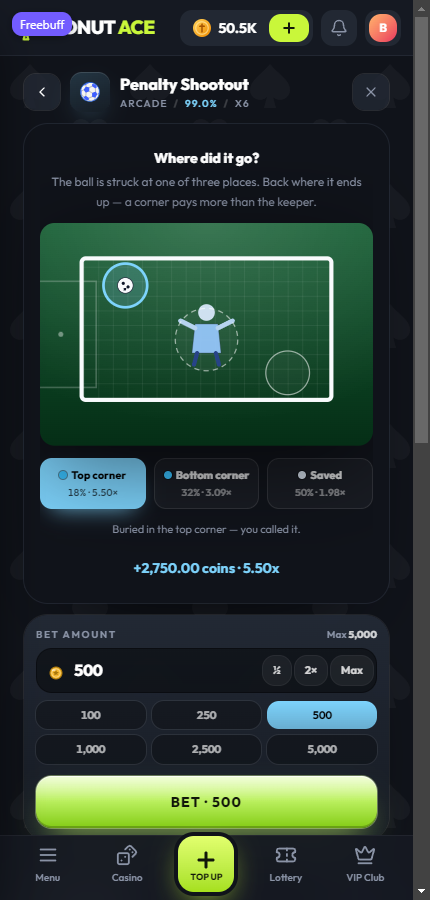 Freebuff
ONUT ACE
50.5K
B
Penalty Shootout
ARCADE / 99.0% / X6
Where did it go?
The ball is struck at one of three places. Back where it ends
up — a corner pays more than the keeper.
Top corner
18% · 5.50×
Bottom corner
32% · 3.09×
Saved
50% · 1.98×
Buried in the top corner — you called it.
+2,750.00 coins · 5.50x
BET AMOUNT
Max 5,000
500
½
2×
Max
100
250
500
1,000
2,500
5,000
BET · 500
Menu
Casino
TOP UP
Lottery
VIP Club